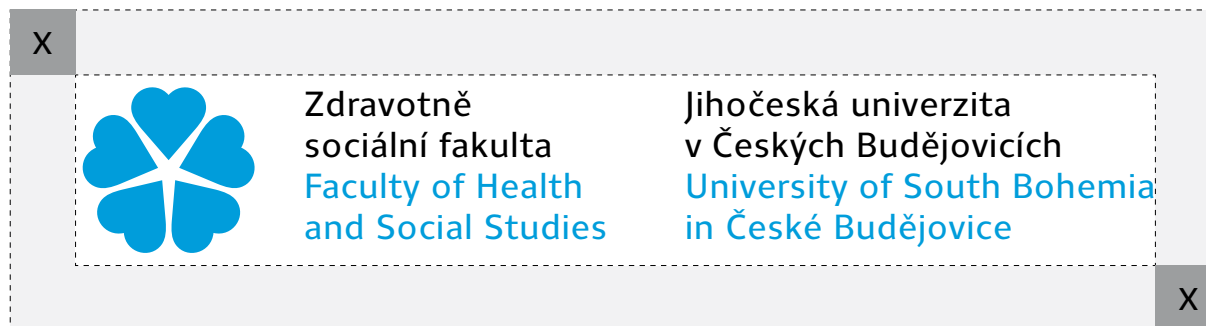 X
Zdravotně
sociální fakulta
Faculty of Health
and Social Studies
Jihočeská univerzita
v Českých Budějovicích
University of South Bohemia
in České Budějovice
X